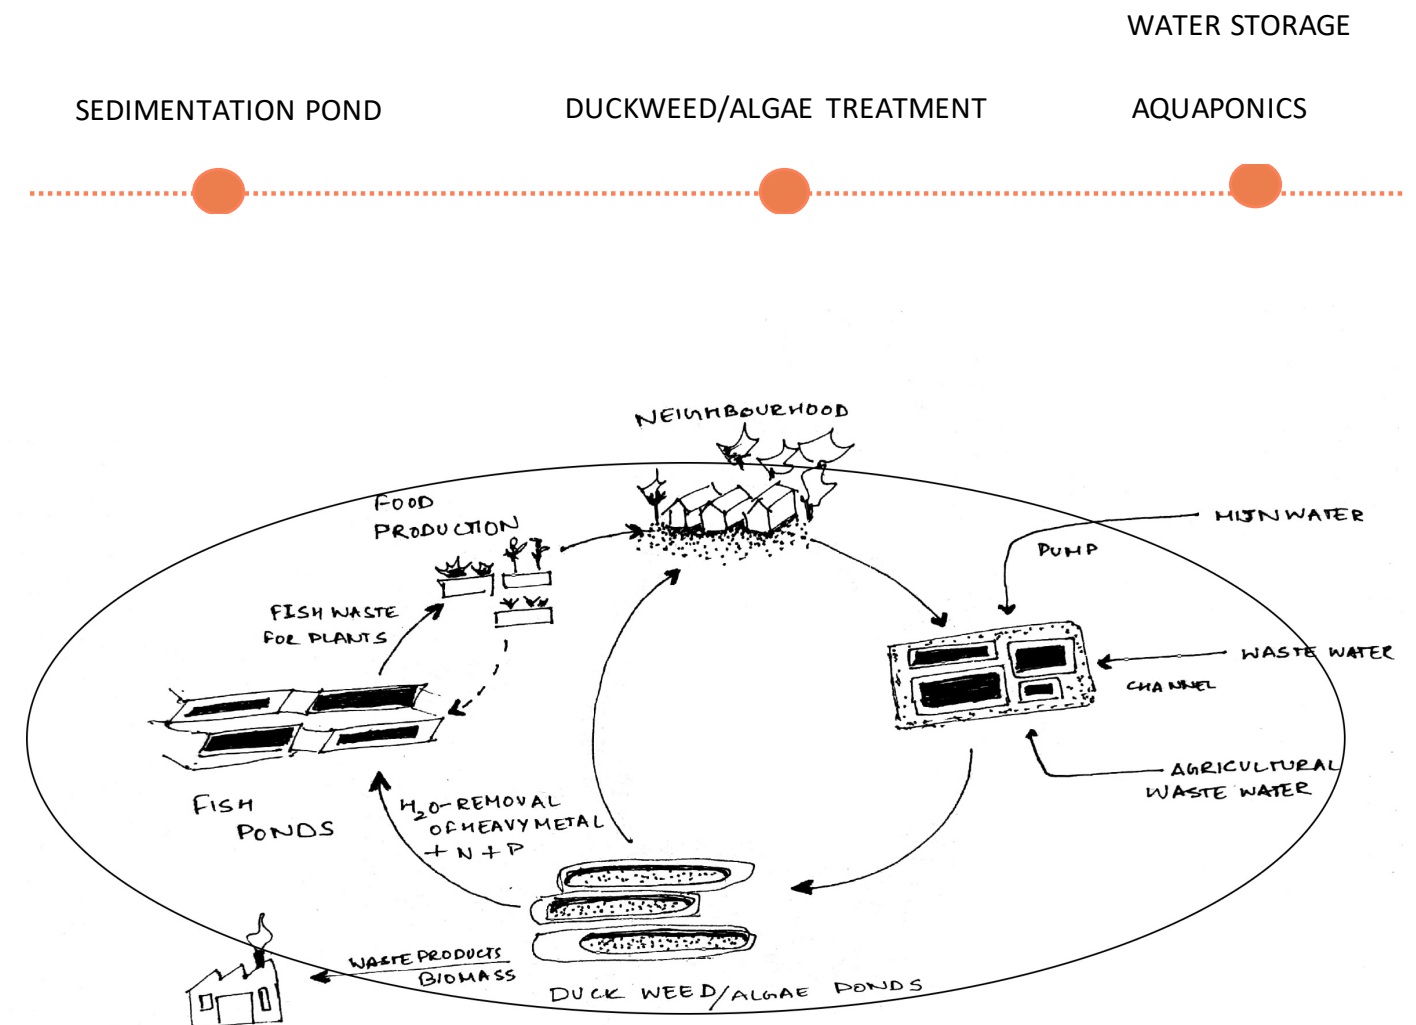 WATER STORAGE
SEDIMENTATION POND
DUCKWEED/ALGAE TREATMENT
AQUAPONICS
NEIGHBOURHOOD
FOOD
PRODUCTION
MIJNWATER
PUMP
FISH WASTE
FOR PLANTS
WASTE WATER
CHANNEL
AGRICULTURAL
WASTE WATER
FISH
PONDS
H₂O-REMOVAL
OF HEAVY METAL
+ N + P
WASTE PRODUCTS
BIOMASS
DUCK WEED/ALGAE PONDS